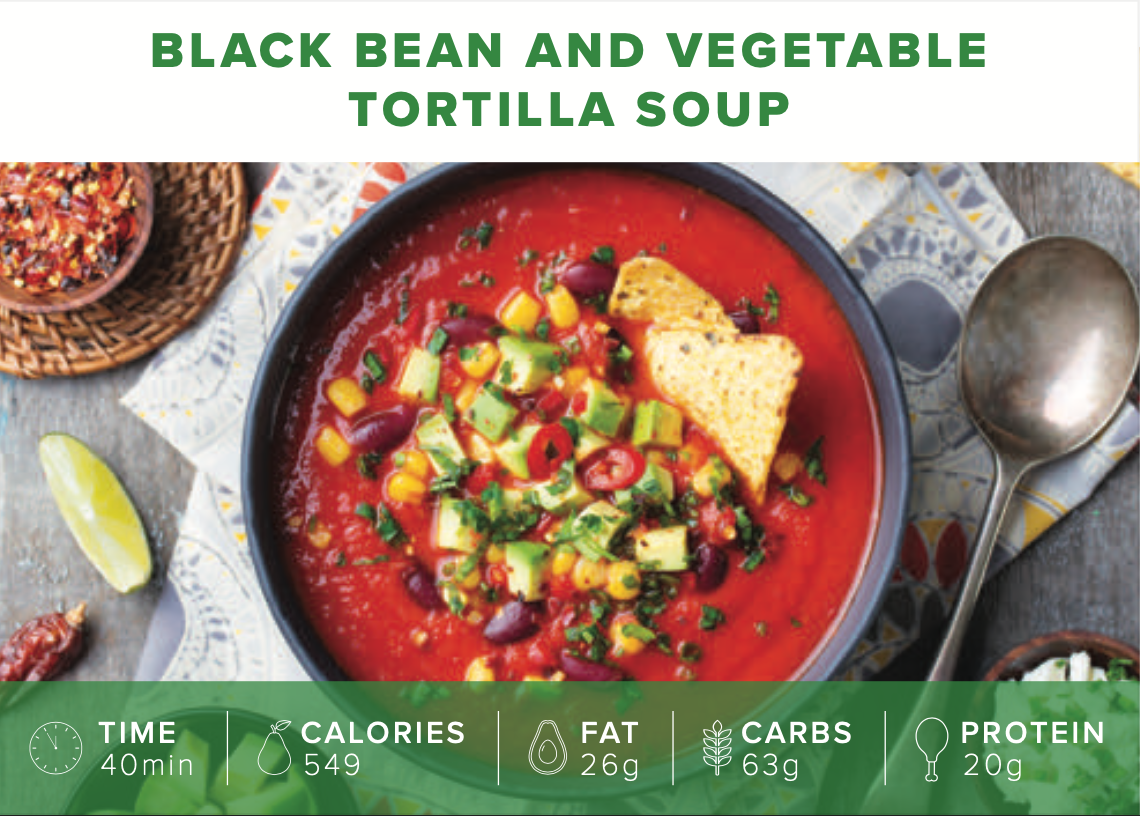 BLACK BEAN AND VEGETABLE
TORTILLA SOUP
TIME
40min
CALORIES
549
FAT
26g
CARBS
63g
PROTEIN
20g